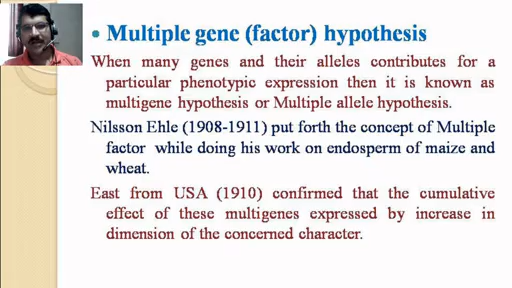 Multiple gene (factor) hypothesis
When many genes and their alleles contributes for a
particular phenotypic expression then it is known as
multigene hypothesis or Multiple allele hypothesis.
Nilsson Ehle (1908-1911) put forth the concept of Multiple
factor while doing his work on endosperm of maize and
wheat.
East from USA (1910) confirmed that the cumulative
effect of these multigenes expressed by increase in
dimension of the concerned character.